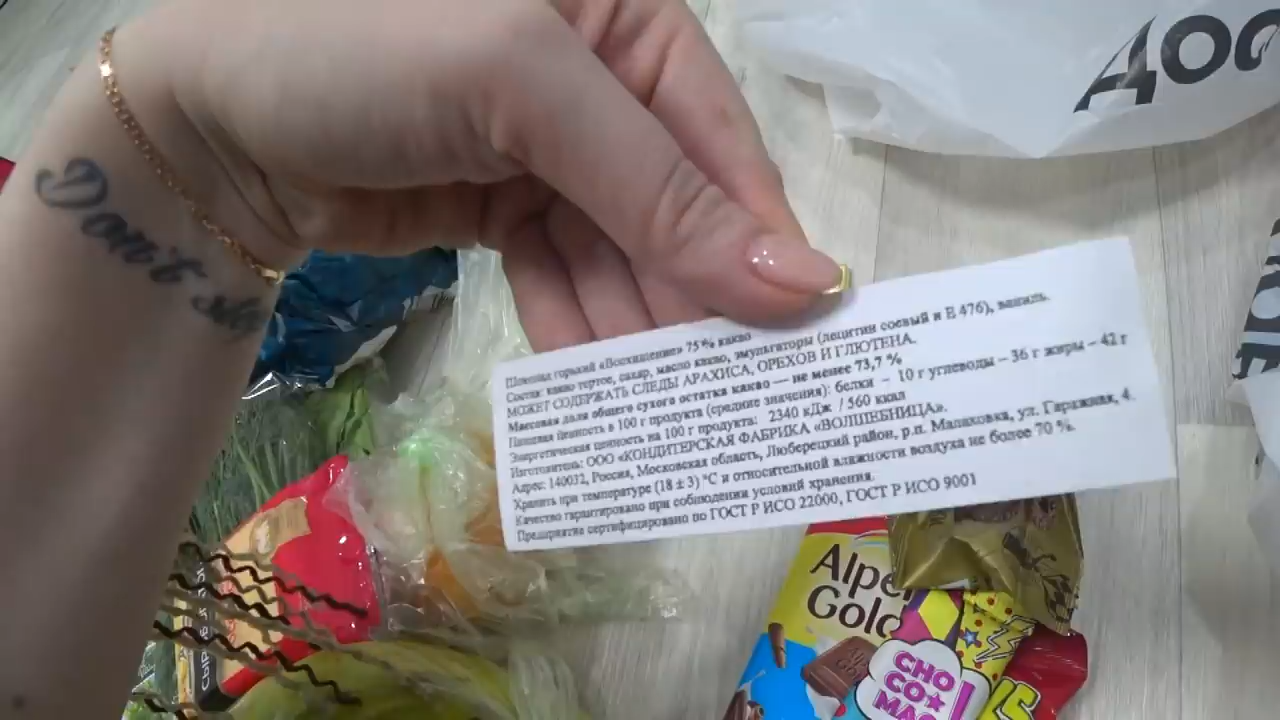 ДОС
Don't
Шоколад горький «Восхищение» 75% какао
Состав: какао тертое, сахар, масло какао, эмульгаторы (лецитин соевый и Е 476), ваниль.
МОЖЕТ СОДЕРЖАТЬ СЛЕДЫ АРАХИСА, ОРЕХОВ И ГЛЮТЕНА.
Массовая доля общего сухого остатка какао — не менее 73,7 %
Пищевая ценность в 100 г продукта (средние значения): белки – 10 г углеводы – 36 г жиры – 42 г
Энергетическая ценность на 100 г продукта: 2340 кДж / 560 ккал
Изготовитель: ООО «КОНДИТЕРСКАЯ ФАБРИКА «ВОЛШЕБНИЦА».
Адрес: 140032, Россия, Московская область, Люберецкий район, р.п. Малаховка, ул. Гаражная, 4.
Хранить при температуре (18 ± 3) °С и относительной влажности воздуха не более 70 %.
Качество гарантировано при соблюдении условий хранения.
Предприятие сертифицировано по ГОСТ Р ИСО 22000, ГОСТ Р ИСО 9001
Alpe
Gold
CHO
CO★
MAC